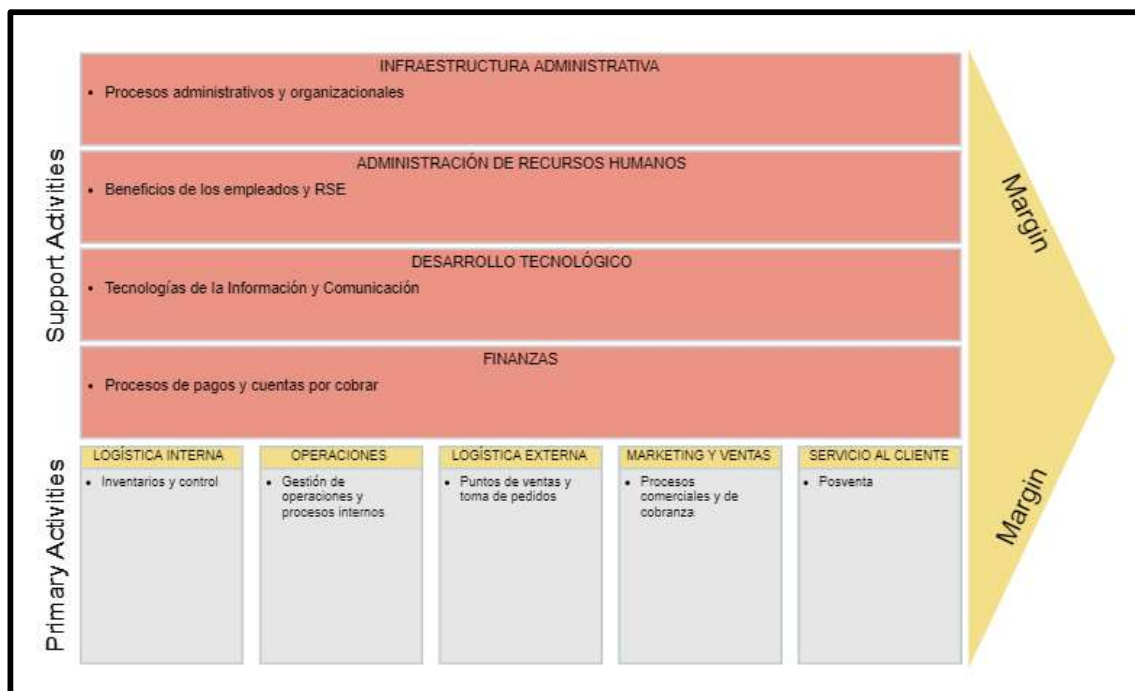 Support Activities
INFRAESTRUCTURA ADMINISTRATIVA
• Procesos administrativos y organizacionales
ADMINISTRACIÓN DE RECURSOS HUMANOS
• Beneficios de los empleados y RSE
DESARROLLO TECNOLÓGICO
• Tecnologías de la Información y Comunicación
FINANZAS
• Procesos de pagos y cuentas por cobrar
Primary Activities
LOGÍSTICA INTERNA
• Inventarios y control
OPERACIONES
• Gestión de
operaciones y
procesos internos
LOGÍSTICA EXTERNA
• Puntos de ventas y
toma de pedidos
MARKETING Y VENTAS
• Procesos
comerciales y de
cobranza
SERVICIO AL CLIENTE
• Posventa
Margin
Margin